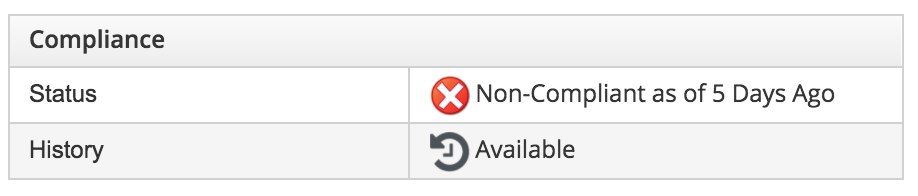 Compliance
Status
Non-Compliant as of 5 Days Ago
History
Available